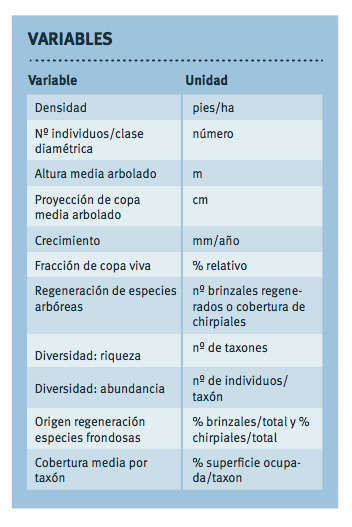 VARIABLES
Variable Unidad
Densidad pies/ha
Nº individuos/clase número
diamétrica
Altura media arbolado m
Proyección de copa cm
media arbolado
Crecimiento mm/año
Fracción de copa viva % relativo
Regeneración de especies nº brinzales regene-
arbóreas rados o cobertura de
chirpiales
Diversidad: riqueza nº de taxones
Diversidad: abundancia nº de individuos/
taxón
Origen regeneración % brinzales/total y %
especies frondosas chirpiales/total
Cobertura media por % superficie ocupa-
taxón da/taxon